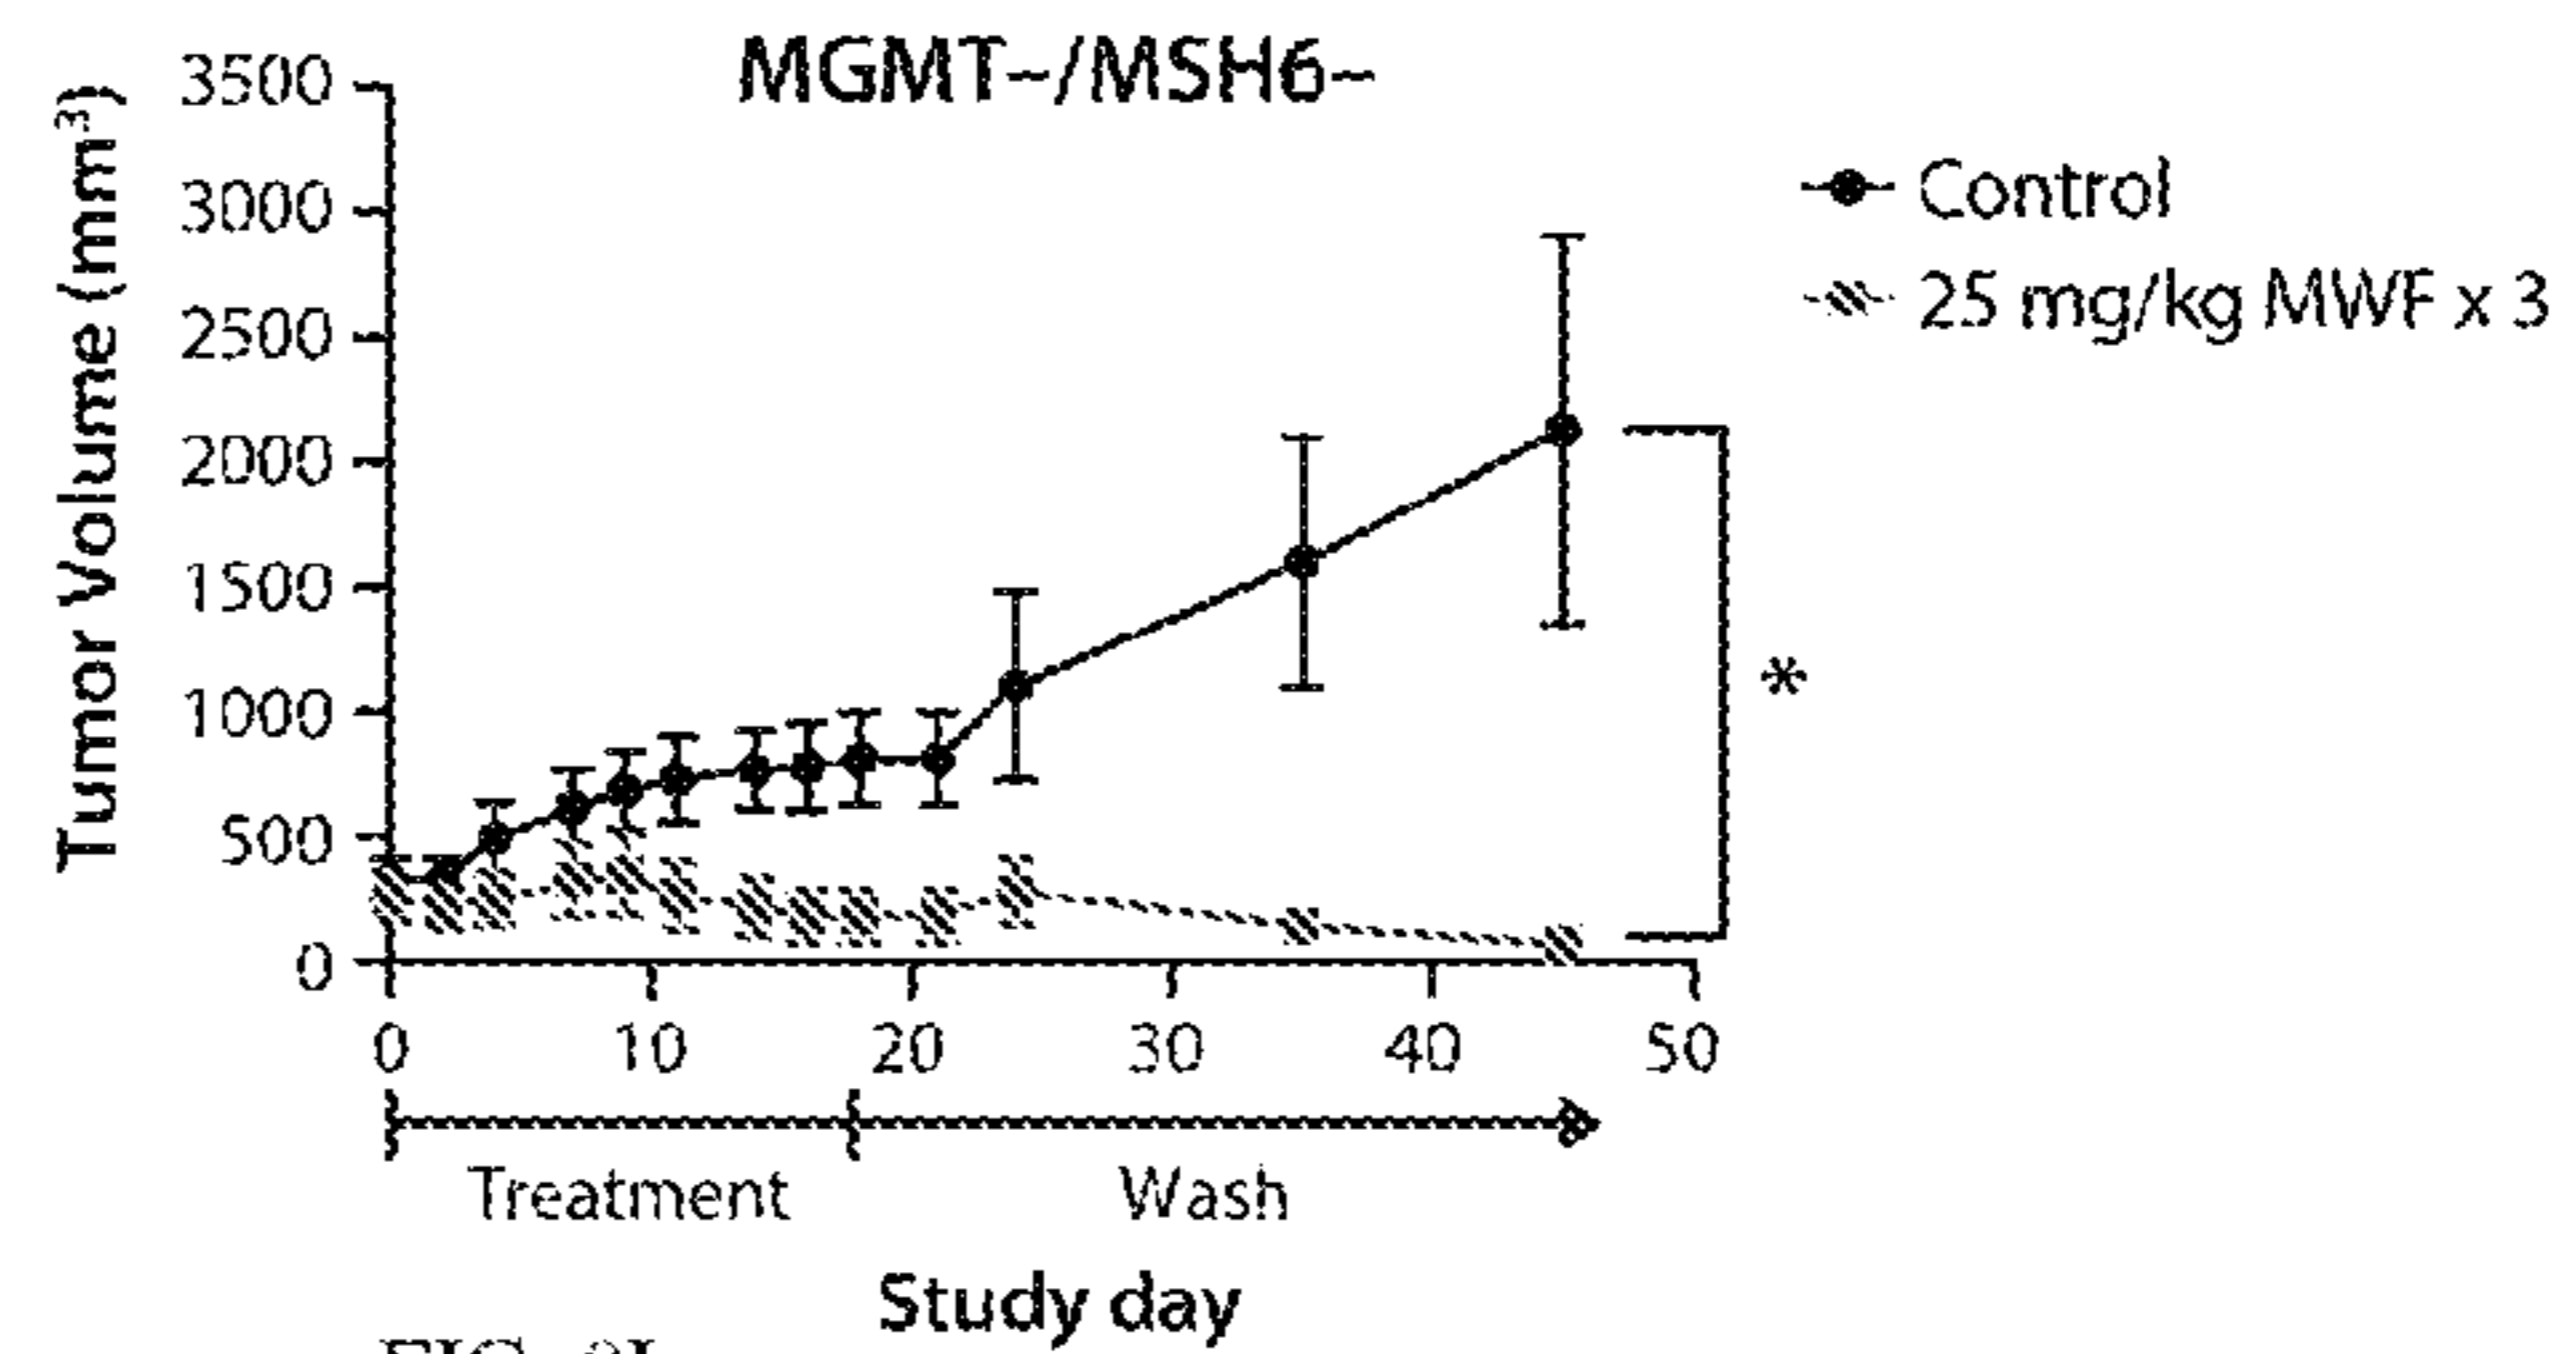 MGMT-/MSH6-
Tumor Volume (mm³)
3500
3000
2500
2000
1500
1000
500
0
Control
25 mg/kg MWF x 3
*
0 10 20 30 40 50
Treatment Wash
Study day